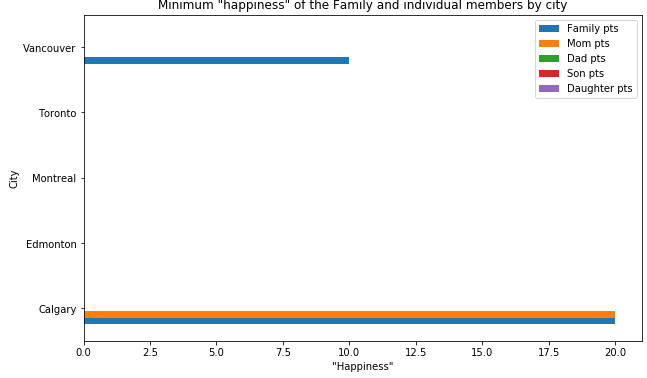 Minimum "happiness" of the Family and individual members by city
Family pts
Mom pts
Dad pts
Son pts
Daughter pts
Vancouver
Toronto
Montreal
Edmonton
Calgary
City
0.0 2.5 5.0 7.5 10.0 12.5 15.0 17.5 20.0
"Happiness"